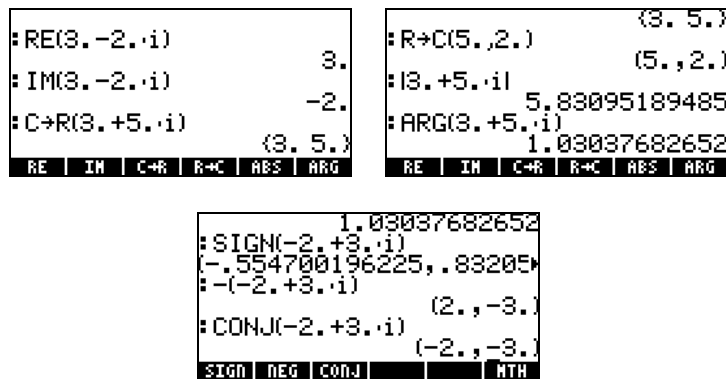 :RE(3.-2.·i)
3.
:IM(3.-2.·i)
-2.
:C→R(3.+5.·i)
{3. 5.}
RE IM C→R R→C ABS ARG
{3. 5.}
:R→C(5.,2.)
(5.,2.)
:|3.+5.·i|
5.83095189485
:ARG(3.+5.·i)
1.03037682652
RE IM C→R R→C ABS ARG
1.03037682652
:SIGN(-2.+3.·i)
(-.554700196225,.83205▶
:-(-2.+3.·i)
(2.,-3.)
:CONJ(-2.+3.·i)
(-2.,-3.)
SIGN NEG CONJ MTH